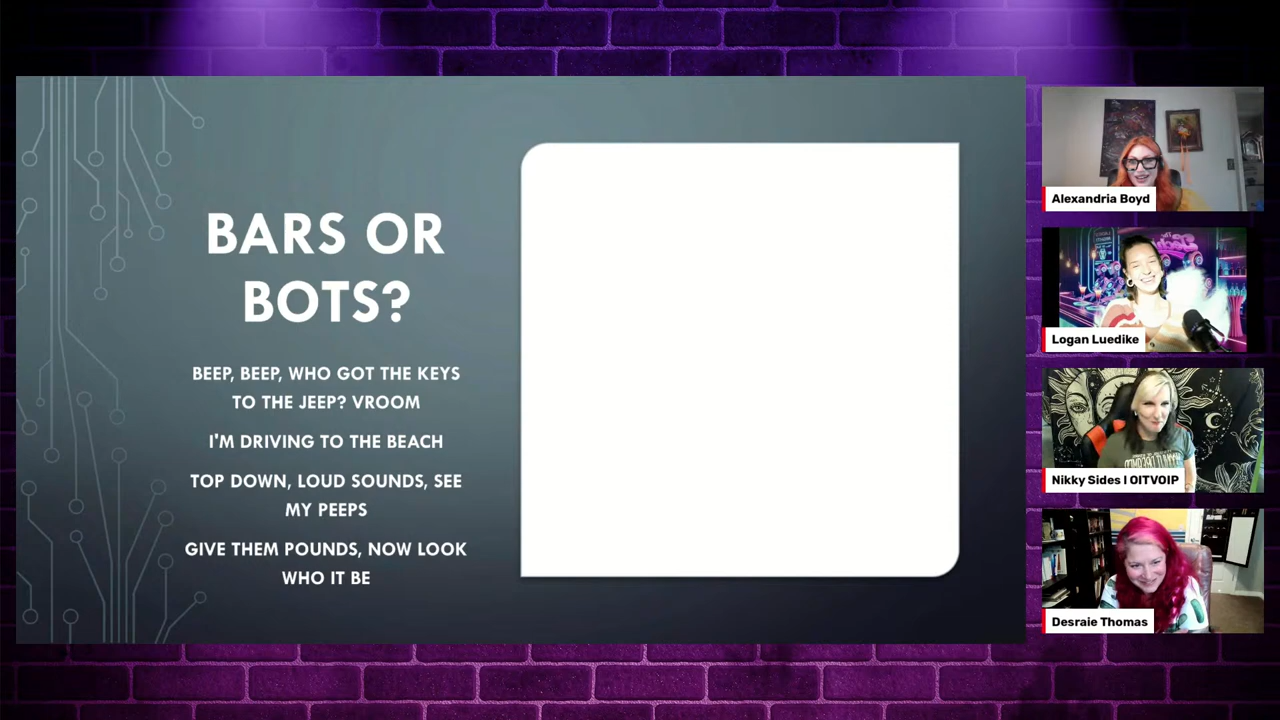 BARS OR
BOTS?
BEEP, BEEP, WHO GOT THE KEYS
TO THE JEEP? VROOM
I'M DRIVING TO THE BEACH
TOP DOWN, LOUD SOUNDS, SEE
MY PEEPS
GIVE THEM POUNDS, NOW LOOK
WHO IT BE
Alexandria Boyd
Logan Luedike
Nikky Sides I OITVOIP
Desraie Thomas